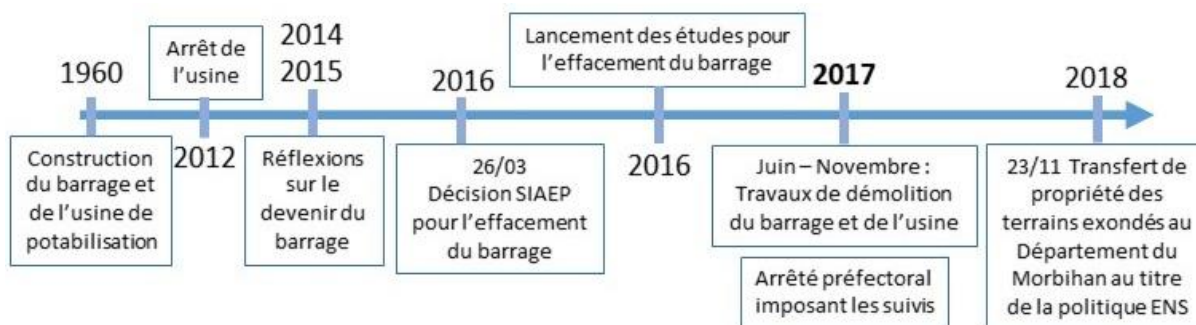 1960
Construction
du barrage et
de l'usine de
potabilisation
Arrêt de
l'usine
2012
2014
2015
Réflexions
sur le
devenir du
barrage
2016
26/03
Décision SIAEP
pour l'effacement
du barrage
Lancement des études pour
l'effacement du barrage
2016
2017
Juin – Novembre :
Travaux de démolition
du barrage et de l'usine
Arrêté préfectoral
imposant les suivis
2018
23/11 Transfert de
propriété des
terrains exondés au
Département du
Morbihan au titre
de la politique ENS